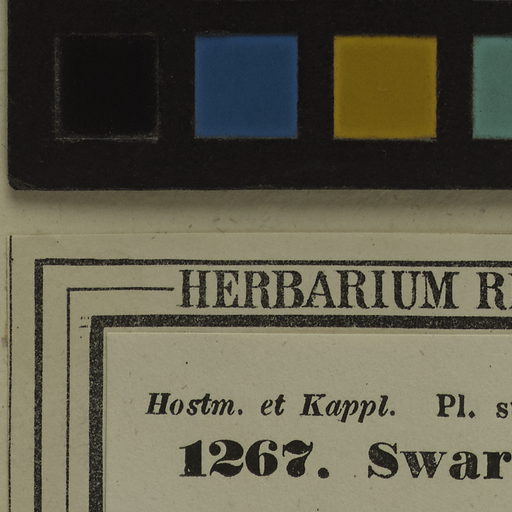 HERBARIUM R
Hostm. et Kappl. Pl. s
1267. Swar